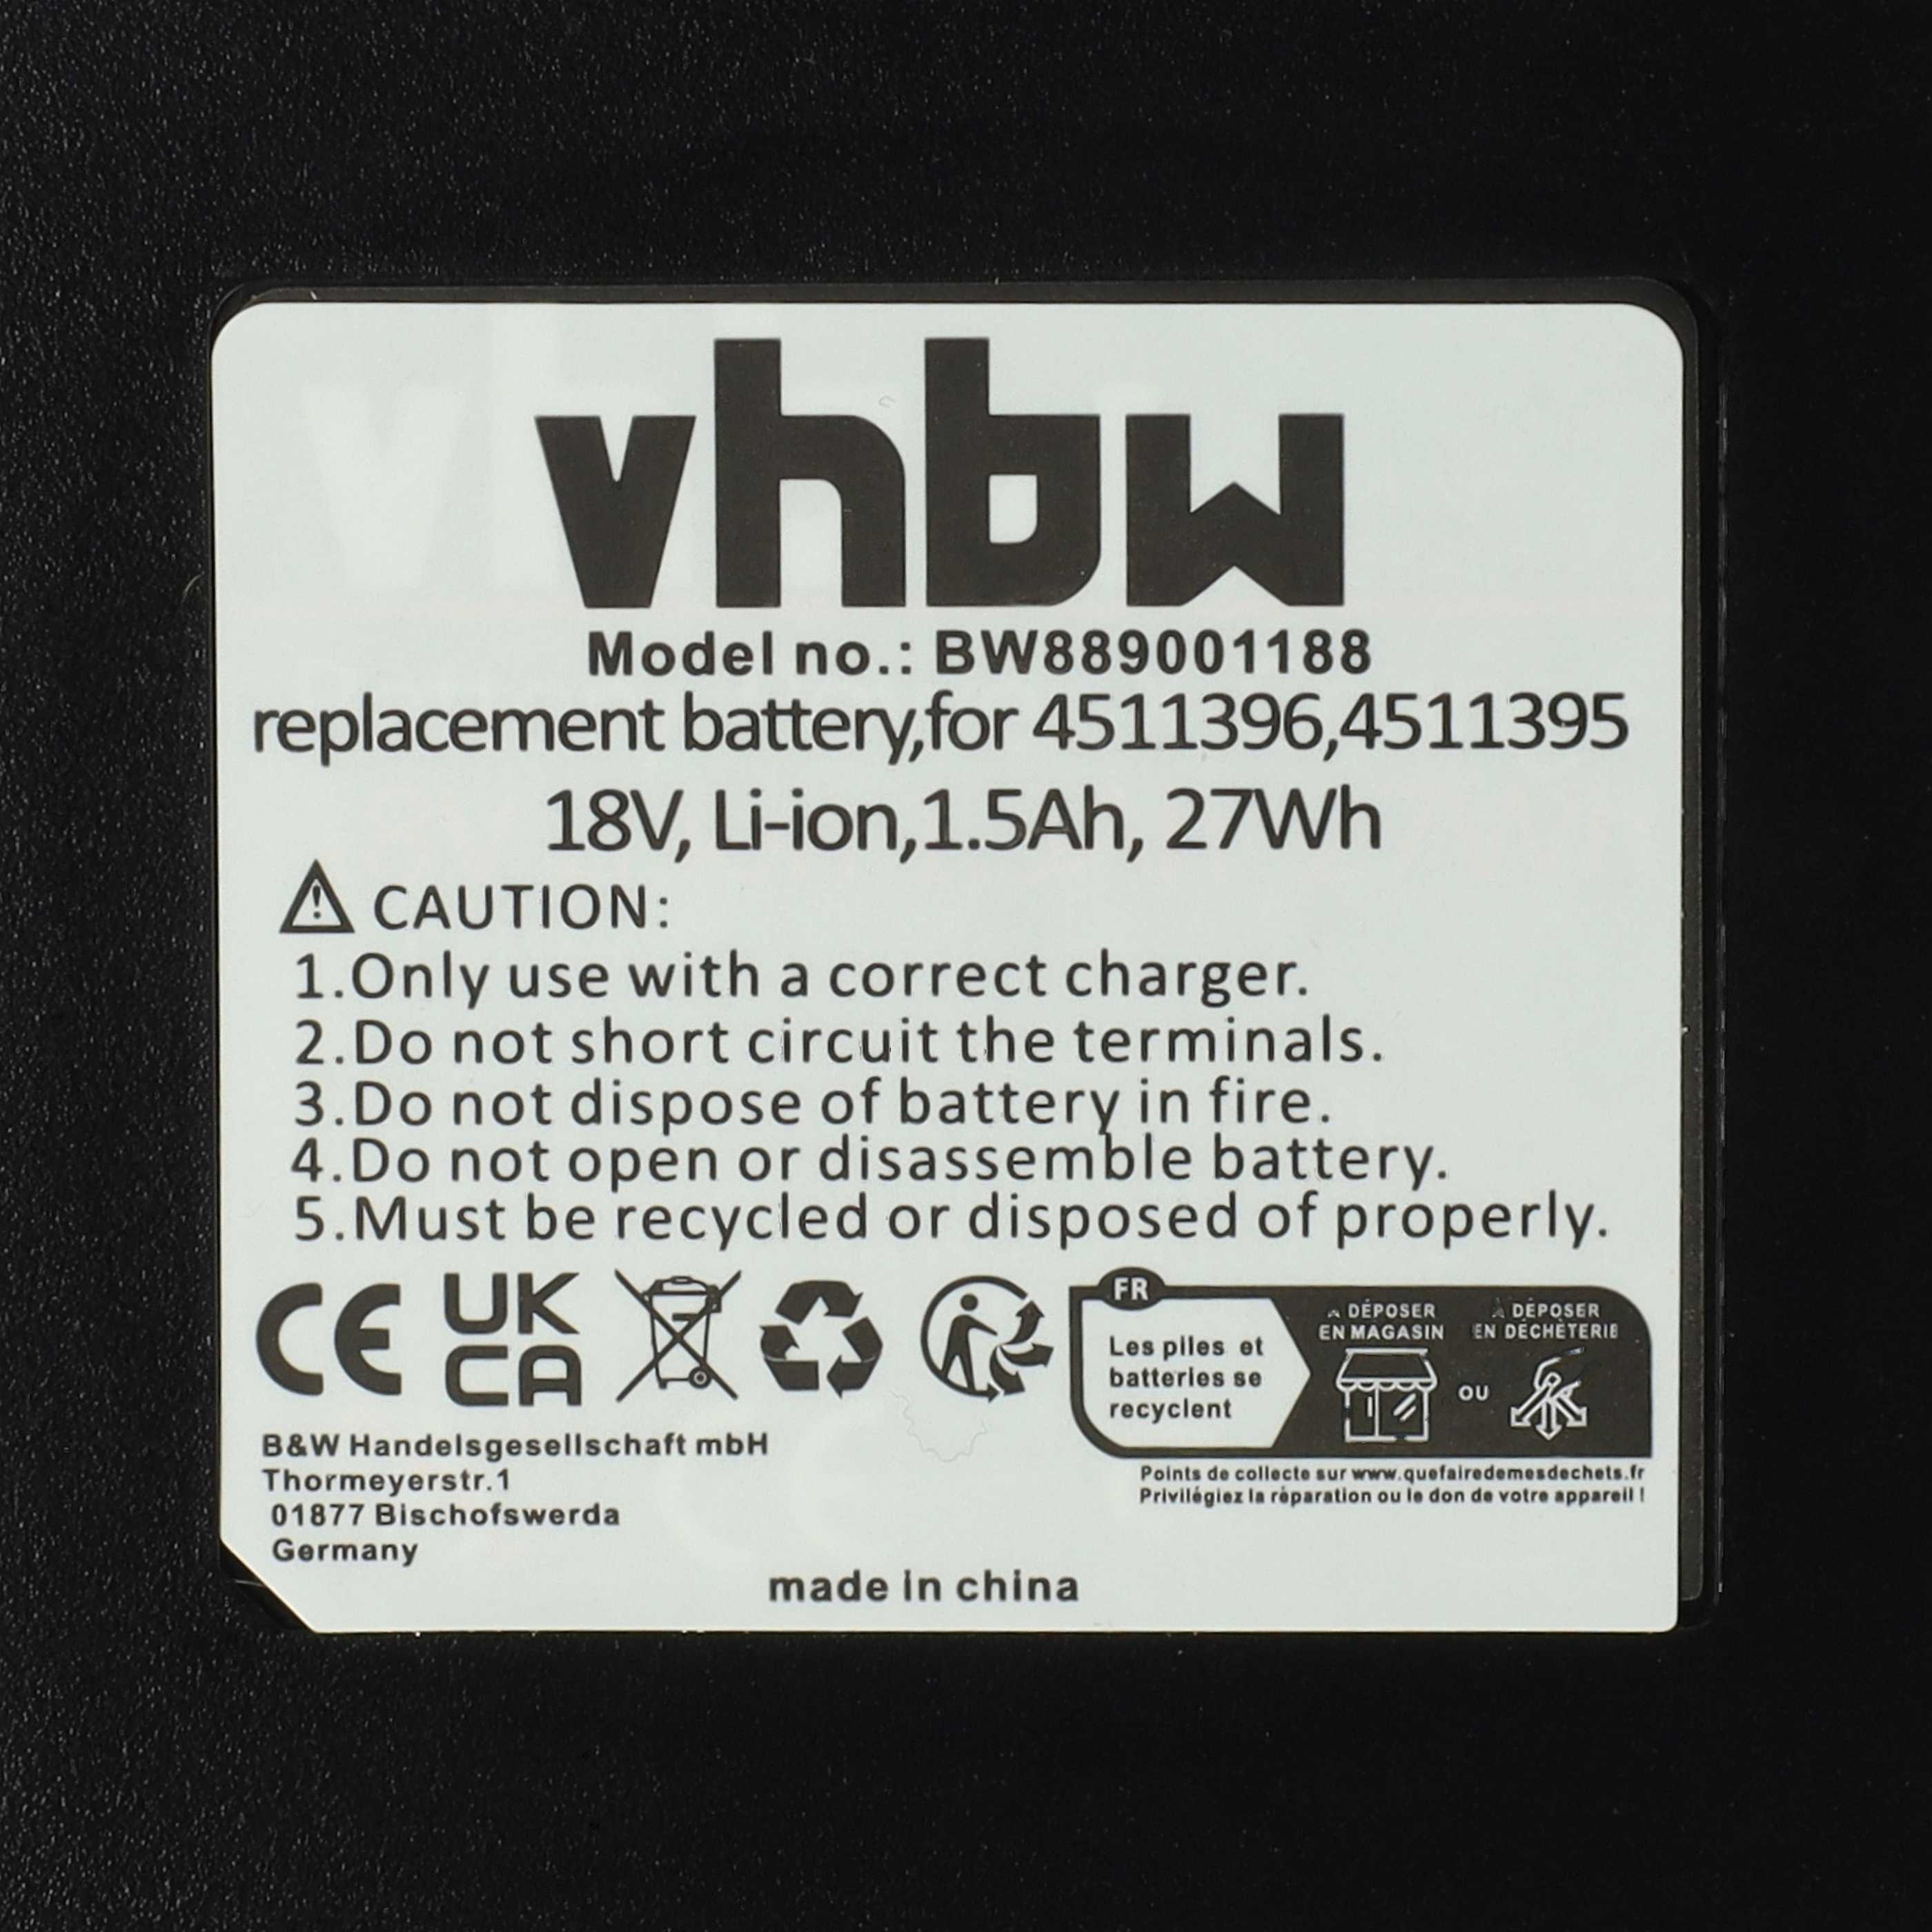 vhbw
Model no.: BW889001188
replacement battery,for 4511396,4511395
18V, Li-ion,1.5Ah, 27Wh
CAUTION:
1.Only use with a correct charger.
2.Do not short circuit the terminals.
3.Do not dispose of battery in fire.
4.Do not open or disassemble battery.
5.Must be recycled or disposed of properly.
CE
UK
CA
FR
Les piles et
batteries se
recyclent
À DÉPOSER
EN MAGASIN
OU
À DÉPOSER
EN DÉCHÈTERIE
Points de collecte sur www.quefairedemesdechets.fr
Privilégiez la réparation ou le don de votre appareil !
B&W Handelsgesellschaft mbH
Thormeyerstr.1
01877 Bischofswerda
Germany
made in china